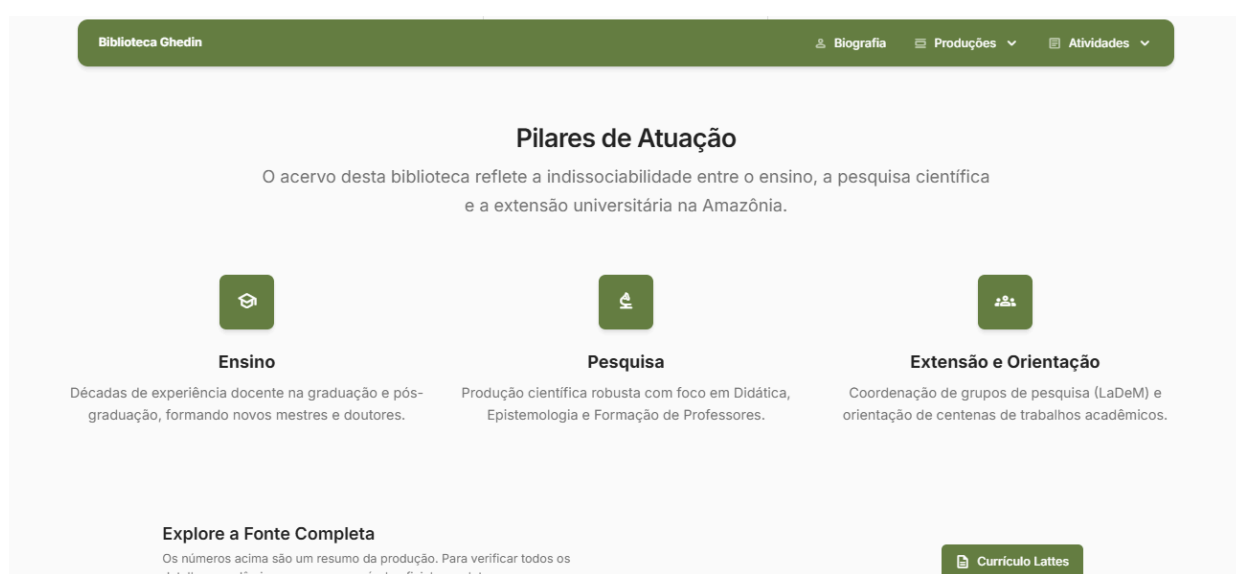 Biblioteca Ghedin
Biografia
Produções
Atividades
Pilares de Atuação
O acervo desta biblioteca reflete a indissociabilidade entre o ensino, a pesquisa científica
e a extensão universitária na Amazônia.
Ensino
Décadas de experiência docente na graduação e pós-
graduação, formando novos mestres e doutores.
Pesquisa
Produção científica robusta com foco em Didática,
Epistemologia e Formação de Professores.
Extensão e Orientação
Coordenação de grupos de pesquisa (LaDeM) e
orientação de centenas de trabalhos acadêmicos.
Explore a Fonte Completa
Os números acima são um resumo da produção. Para verificar todos os
Currículo Lattes